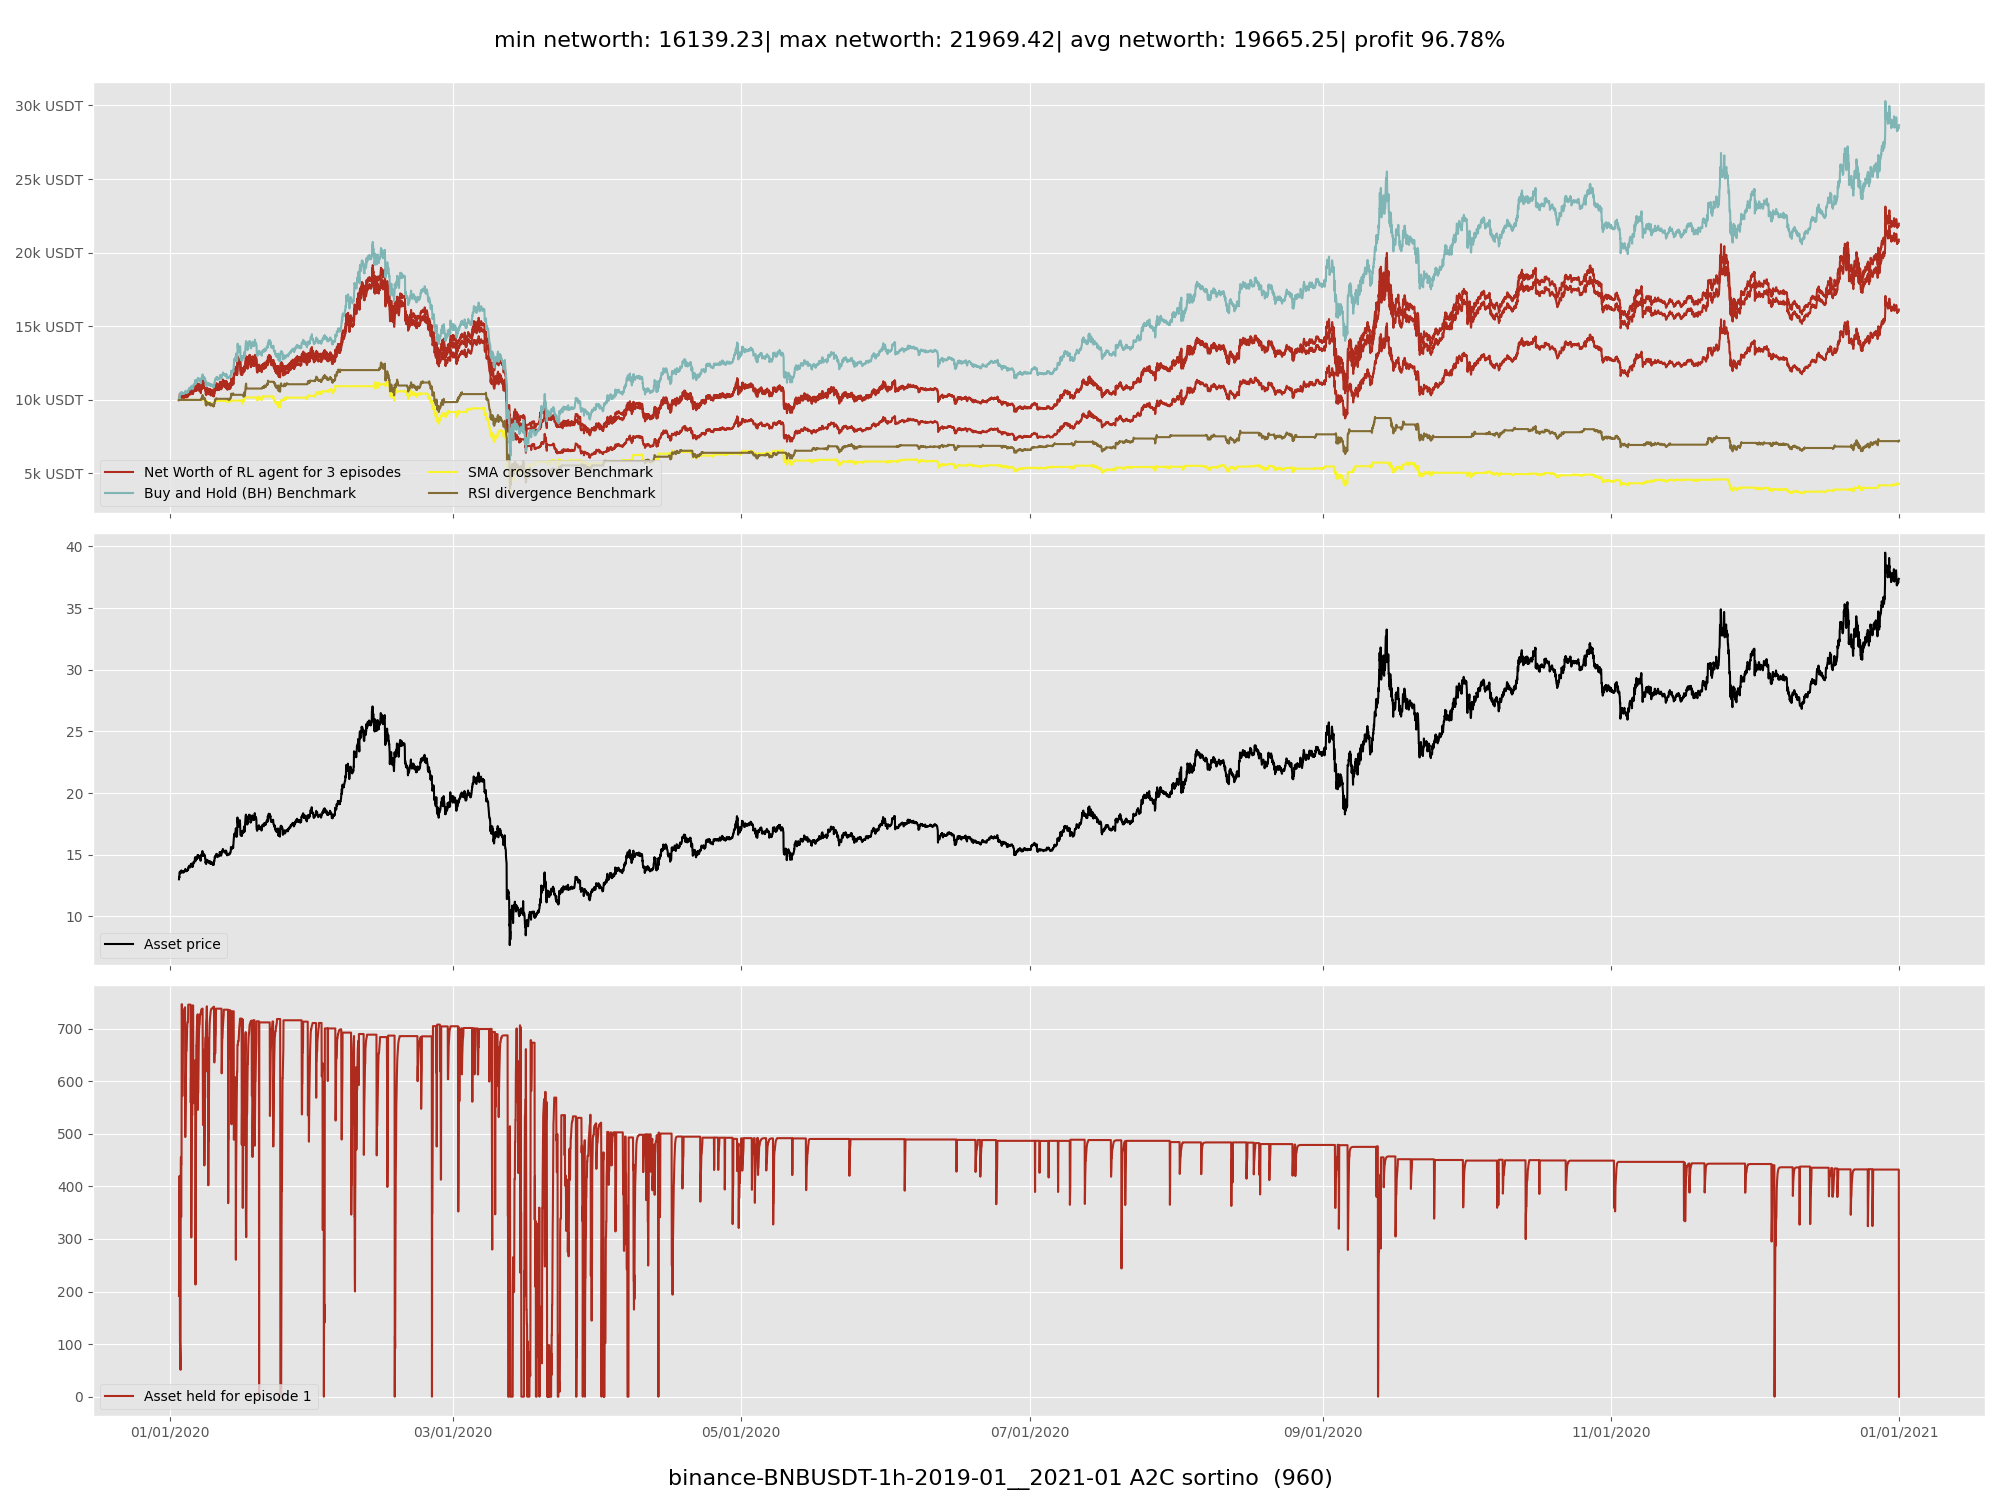 min networth: 16139.23| max networth: 21969.42| avg networth: 19665.25| profit 96.78%
30k USDT
25k USDT
20k USDT
15k USDT
10k USDT
5k USDT
Net Worth of RL agent for 3 episodes
Buy and Hold (BH) Benchmark
SMA crossover Benchmark
RSI divergence Benchmark
40
35
30
25
20
15
10
Asset price
700
600
500
400
300
200
100
0
Asset held for episode 1
01/01/2020 03/01/2020 05/01/2020 07/01/2020 09/01/2020 11/01/2020 01/01/2021
binance-BNBUSDT-1h-2019-01__2021-01 A2C sortino  (960)